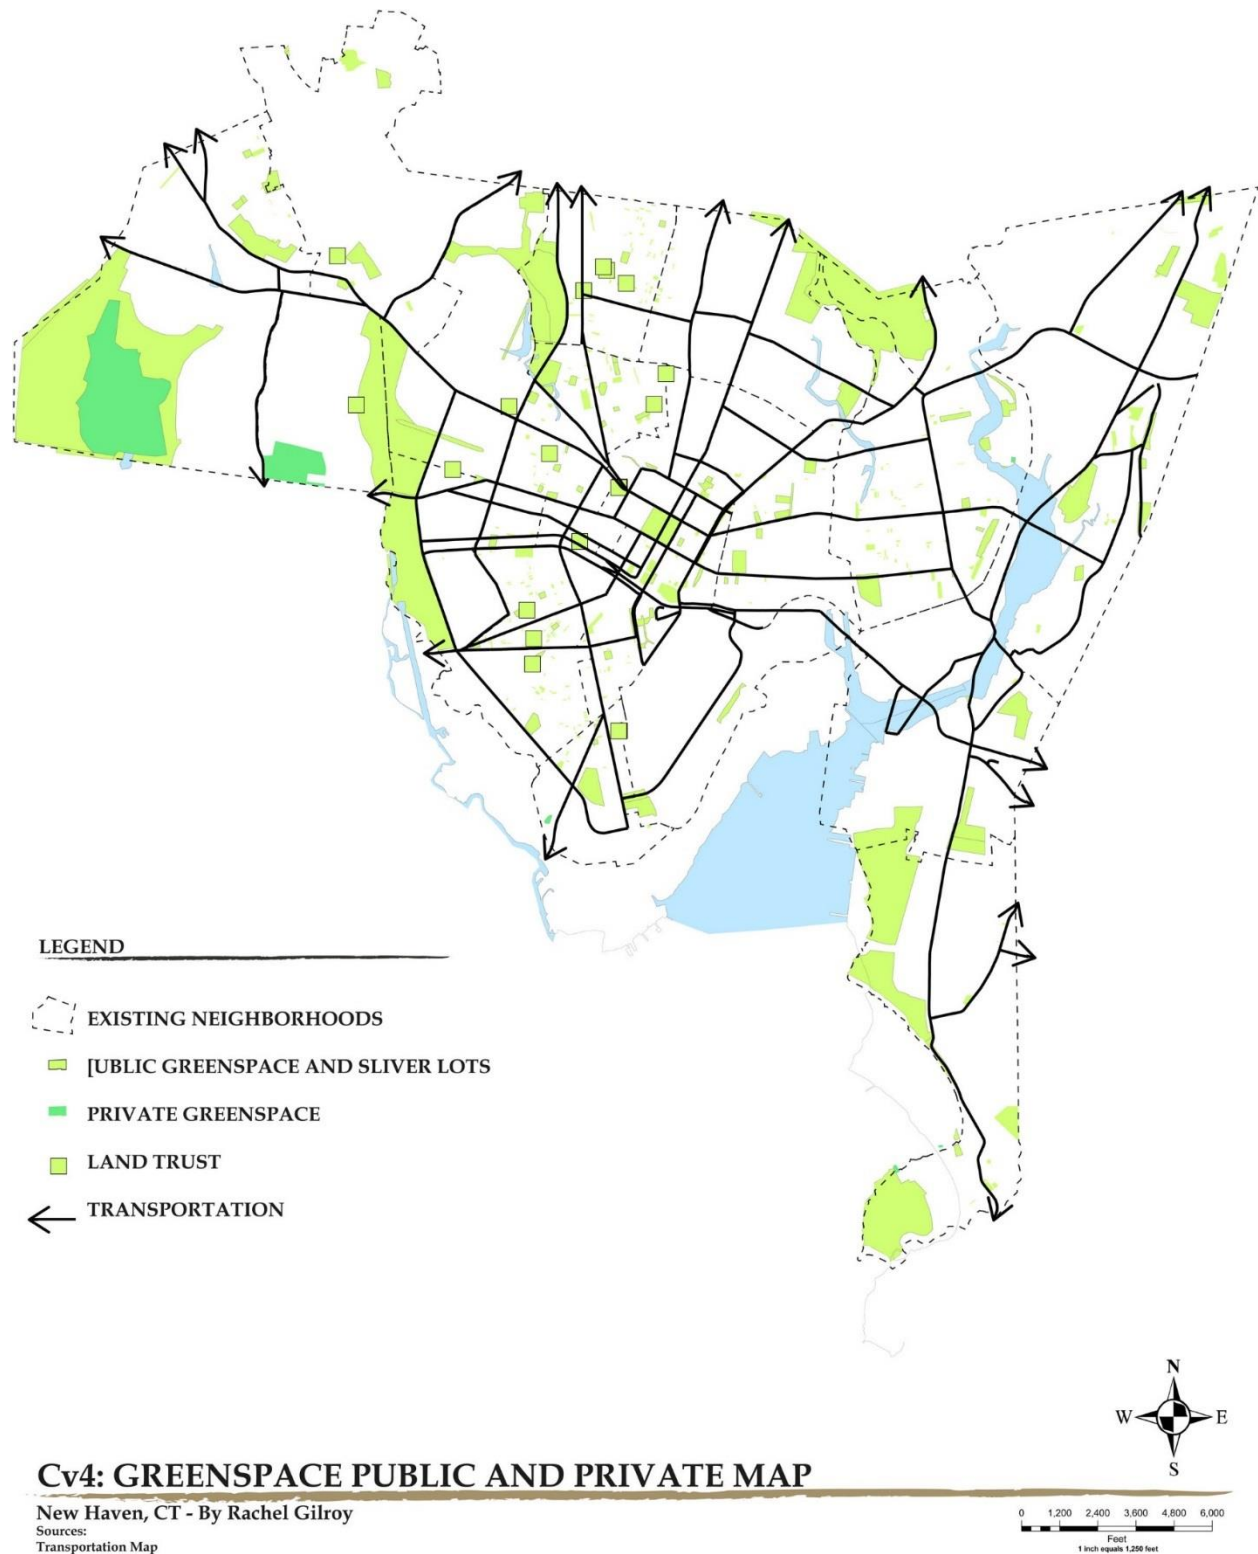 LEGEND
EXISTING NEIGHBORHOODS
[UBLIC GREENSPACE AND SLIVER LOTS
PRIVATE GREENSPACE
LAND TRUST
TRANSPORTATION
N
W E
S
Cv4: GREENSPACE PUBLIC AND PRIVATE MAP
New Haven, CT - By Rachel Gilroy
Sources:
Transportation Map
0 1,200 2,400 3,600 4,800 6,000
Feet
1 inch equals 1,250 feet